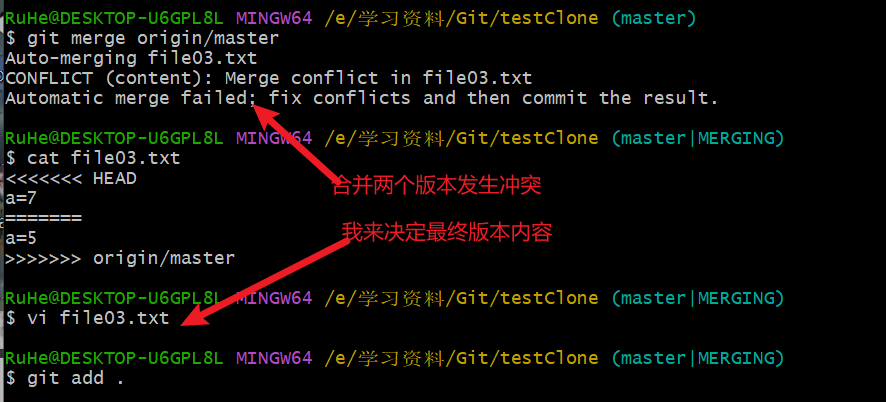 RuHe@DESKTOP-U6GPL8L MINGW64 /e/学习资料/Git/testClone (master)
$ git merge origin/master
Auto-merging file03.txt
CONFLICT (content): Merge conflict in file03.txt
Automatic merge failed; fix conflicts and then commit the result.
RuHe@DESKTOP-U6GPL8L MINGW64 /e/学习资料/Git/testClone (master|MERGING)
$ cat file03.txt
<<<<<<< HEAD
合并两个版本发生冲突
a=7
=======
我来决定最终版本内容
a=5
>>>>>>> origin/master
RuHe@DESKTOP-U6GPL8L MINGW64 /e/学习资料/Git/testClone (master|MERGING)
$ vi file03.txt
RuHe@DESKTOP-U6GPL8L MINGW64 /e/学习资料/Git/testClone (master|MERGING)
$ git add .